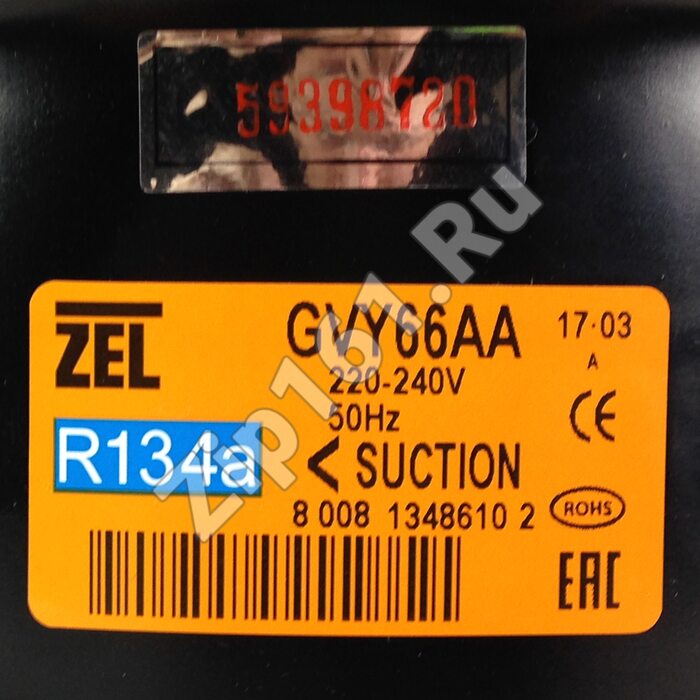 59398720
ZEL
GVY66AA
17·03
A
220-240V
50Hz
CE
R134a
< SUCTION
8 008 1348610 2
ROHS
EAC
Zip161.Ru